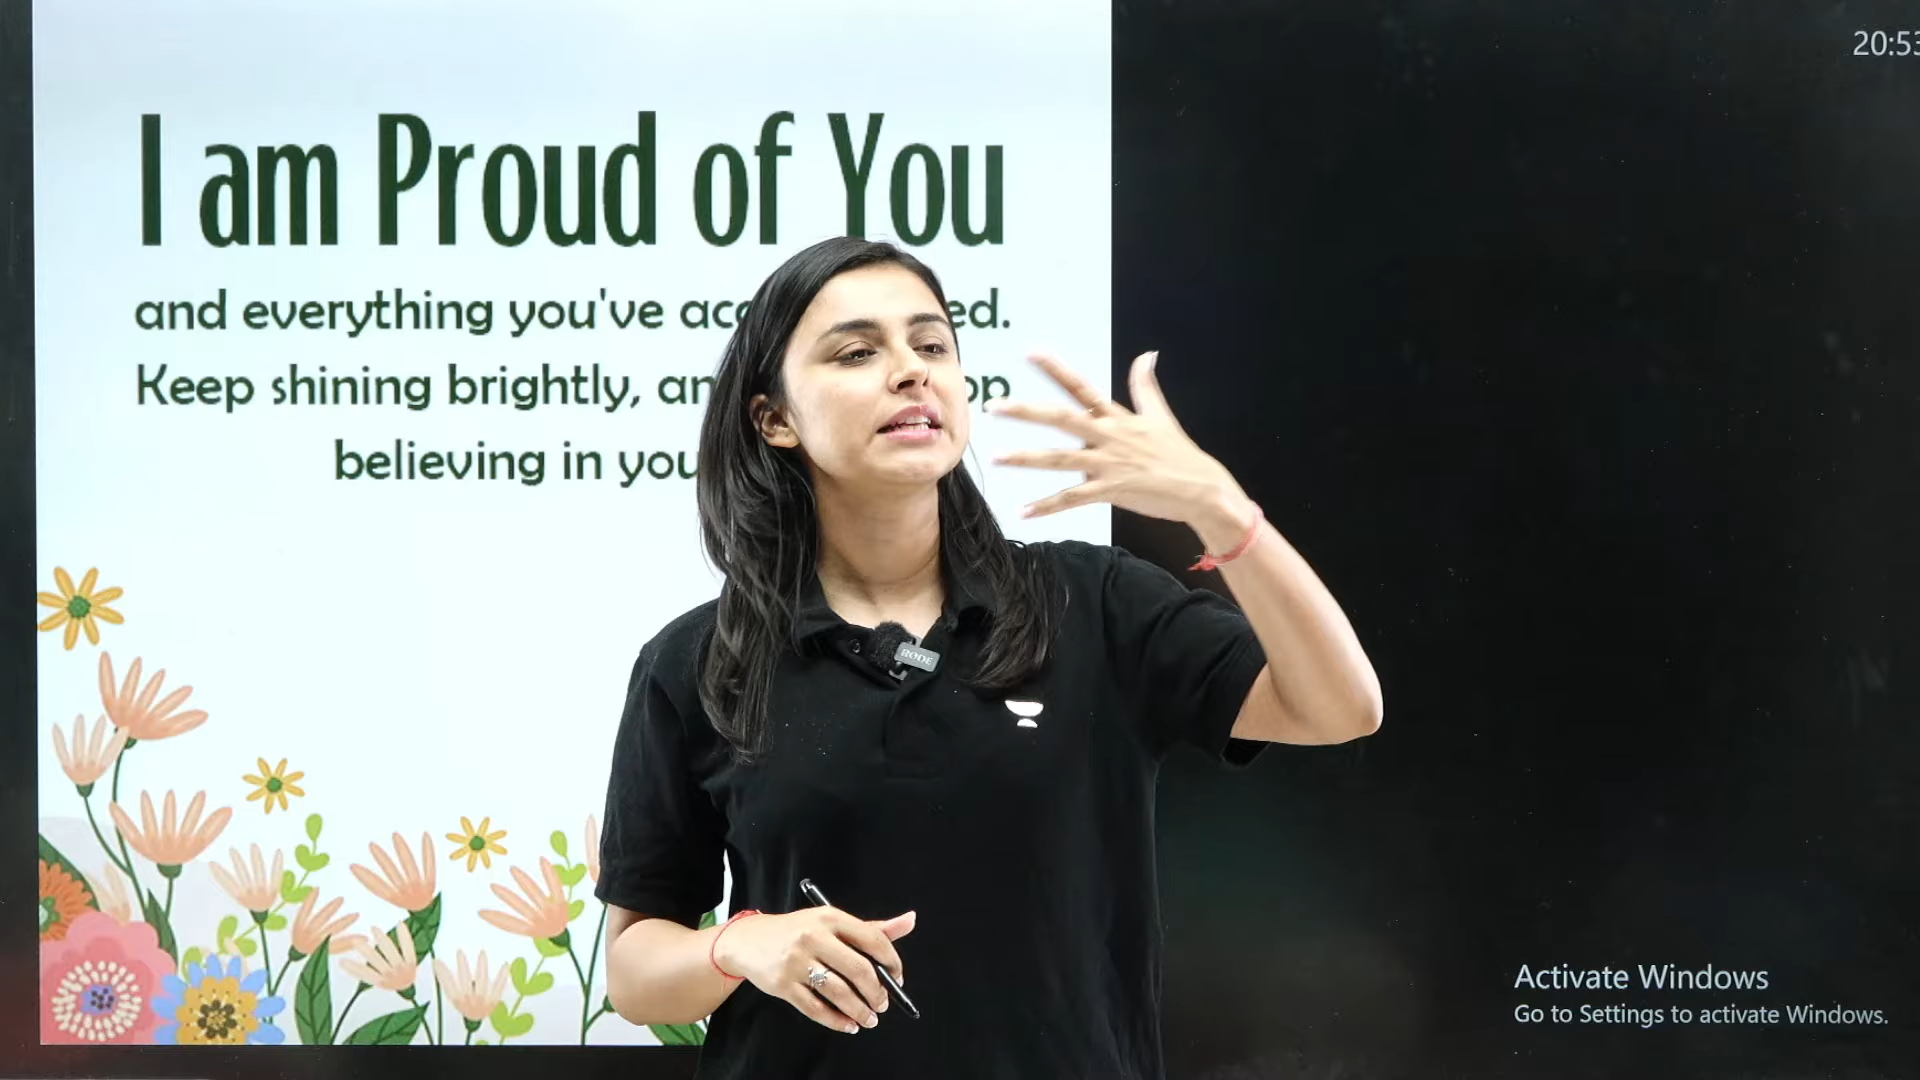 20:53
I am Proud of You
and everything you've ed.
Keep shining brightly,
believing in
RODE
Activate Windows
Go to Settings to activate Windows.